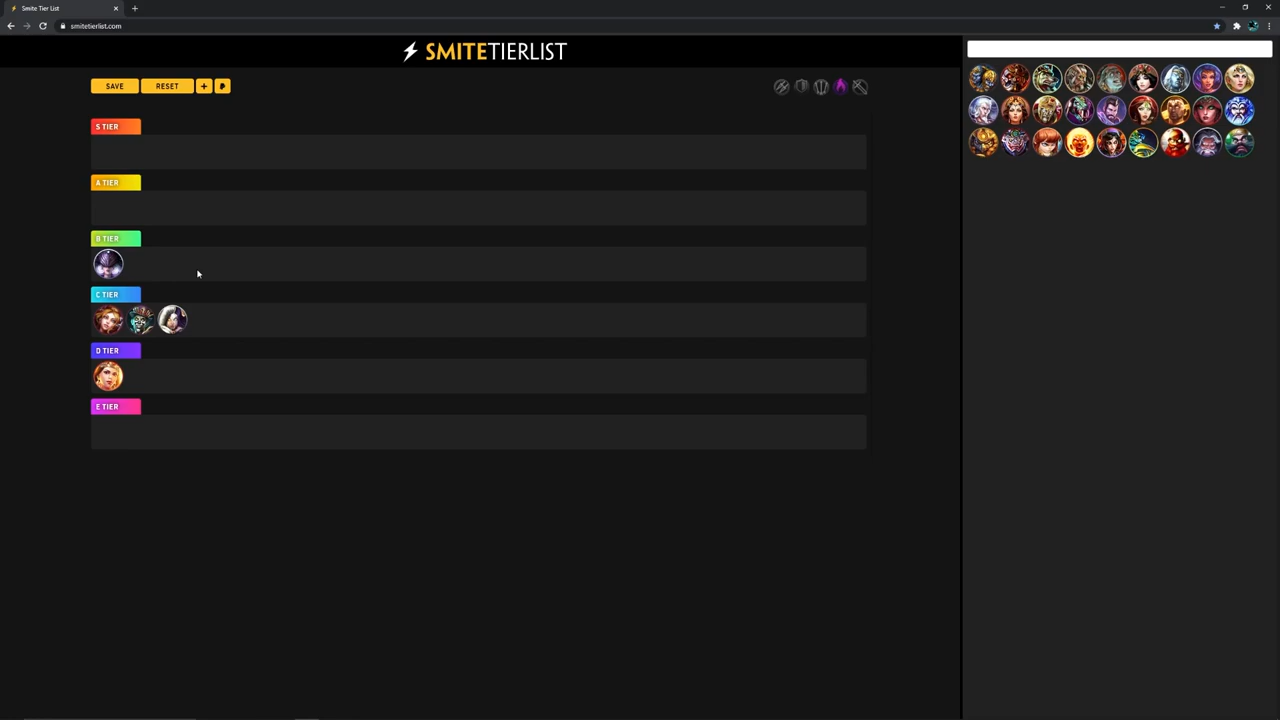 Smite Tier List
smitetierlist.com
SMITETIERLIST
SAVE RESET +
S TIER
A TIER
B TIER
C TIER
D TIER
E TIER